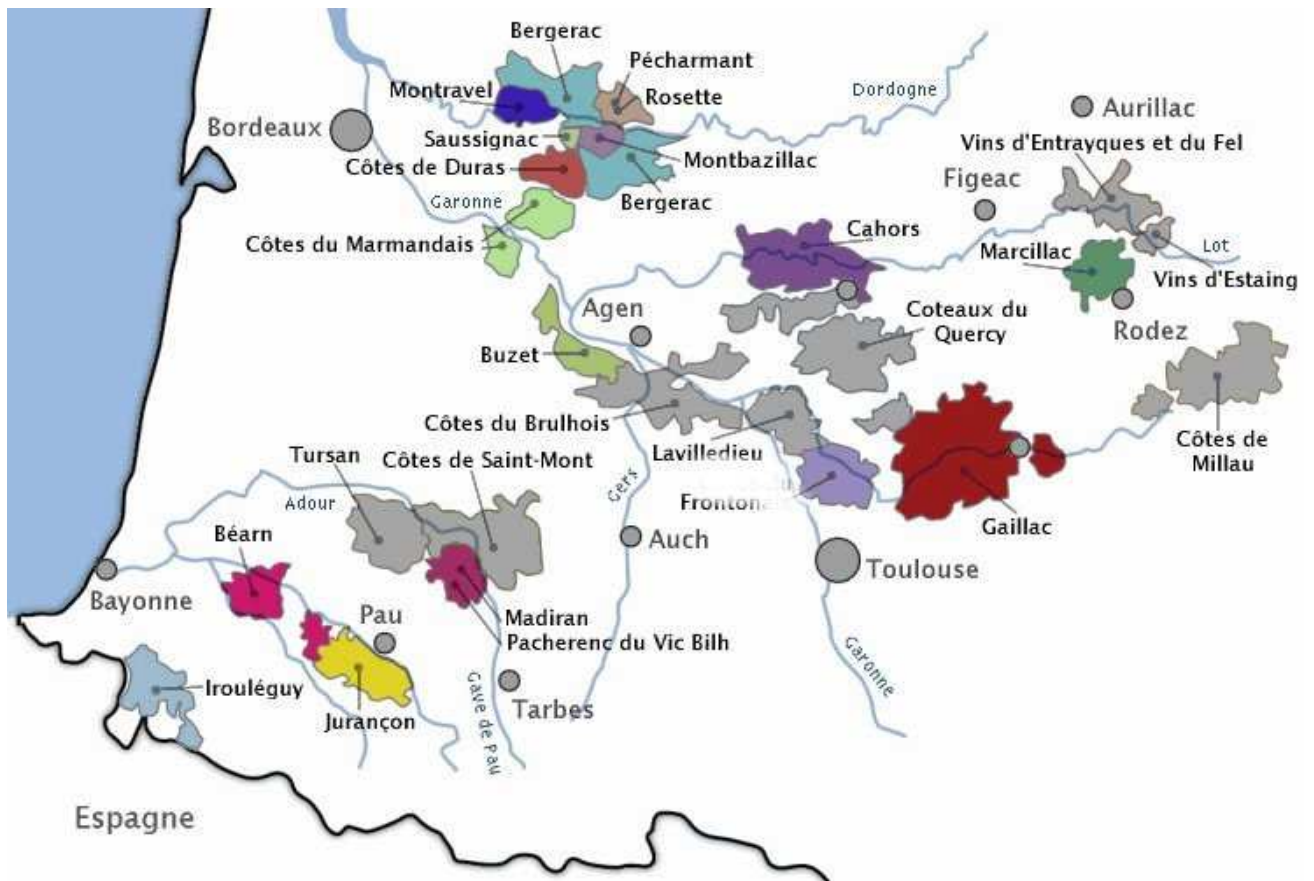 Bergerac
Pécharmant
Montravel
Rosette
Dordogne
Aurillac
Bordeaux
Saussignac
Vins d'Entrayques et du Fel
Montbazillac
Côtes de Duras
Figeac
Garonne
Bergerac
Cahors
Côtes du Marmandais
Marcillac
Lot
Vins d'Estaing
Agen
Coteaux du
Quercy
Rodez
Buzet
Côtes du Brulhois
Côtes de
Millau
Tursan
Côtes de Saint-Mont
Lavilledieu
Gers
Frontona
Adour
Gaillac
Béarn
Auch
Toulouse
Bayonne
Pau
Madiran
Pacherenc du Vic Bilh
Garonne
Irouléguy
Gave de Pau
Tarbes
Jurançon
Espagne